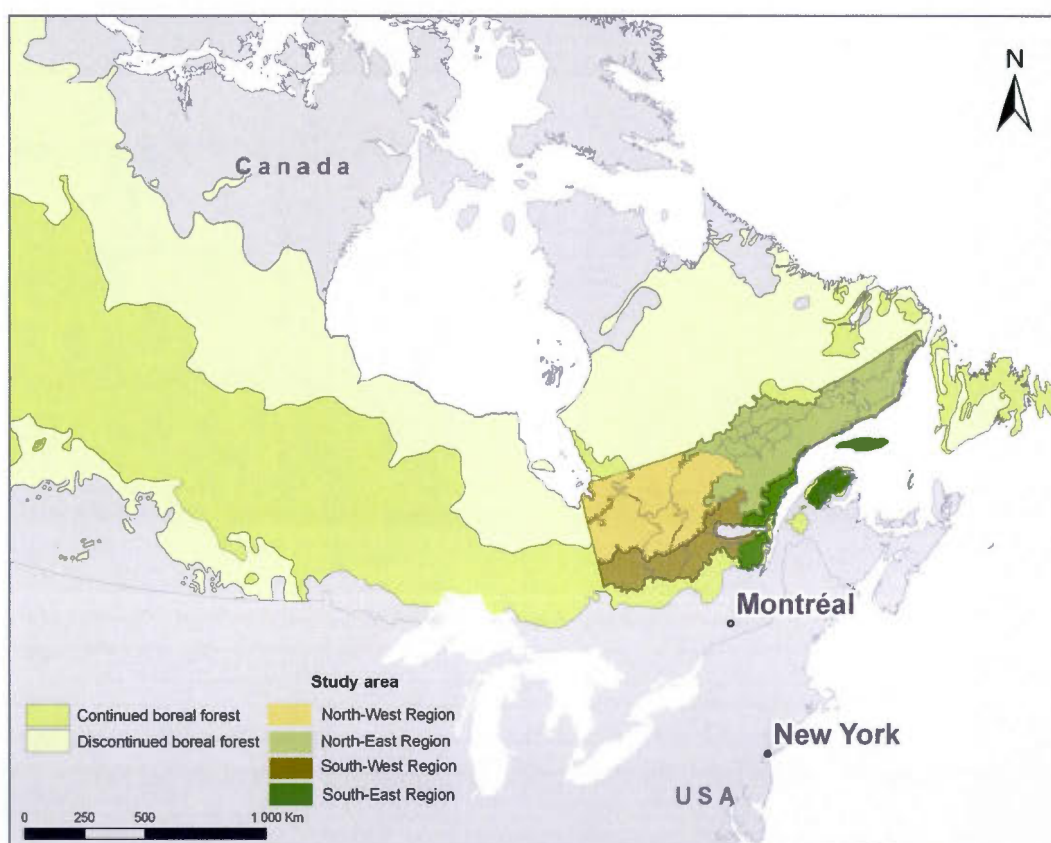 N
Canada
Montréal
New York
USA
Study area
Continued boreal forest
Discontinued boreal forest
North-West Region
North-East Region
South-West Region
South-East Region
0 250 500 1 000 Km